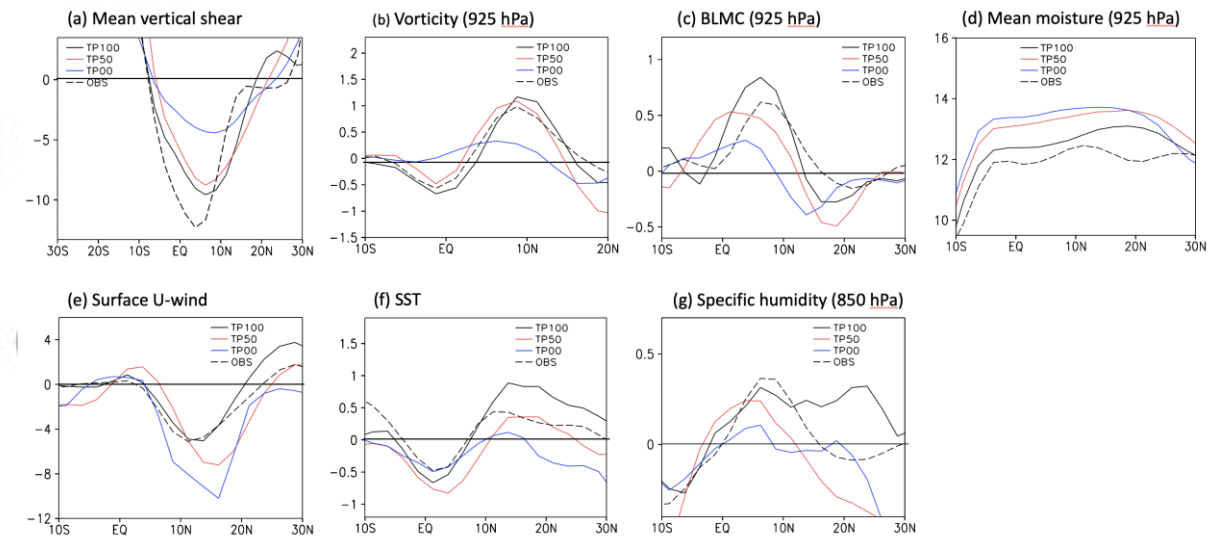 (a) Mean vertical shear
TP100
TP50
TP00
OBS
0
−5
−10
30S 20S 10S EQ 10N 20N 30N
(b) Vorticity (925 hPa)
TP100
TP50
TP00
OBS
2
1.5
1
0.5
0
−0.5
−1
−1.5
10S EQ 10N 20N
(c) BLMC (925 hPa)
TP100
TP50
TP00
OBS
1
0.5
0
−0.5
10S EQ 10N 20N 30N
(d) Mean moisture (925 hPa)
TP100
TP50
TP00
OBS
16
14
12
10
10S EQ 10N 20N 30N
(e) Surface U-wind
TP100
TP50
TP00
OBS
4
0
−4
−8
−12
10S EQ 10N 20N 30N
(f) SST
TP100
TP50
TP00
OBS
1.5
1
0.5
0
−0.5
−1
10S EQ 10N 20N 30N
(g) Specific humidity (850 hPa)
TP100
TP50
TP00
OBS
0.5
0
10S EQ 10N 20N 30N